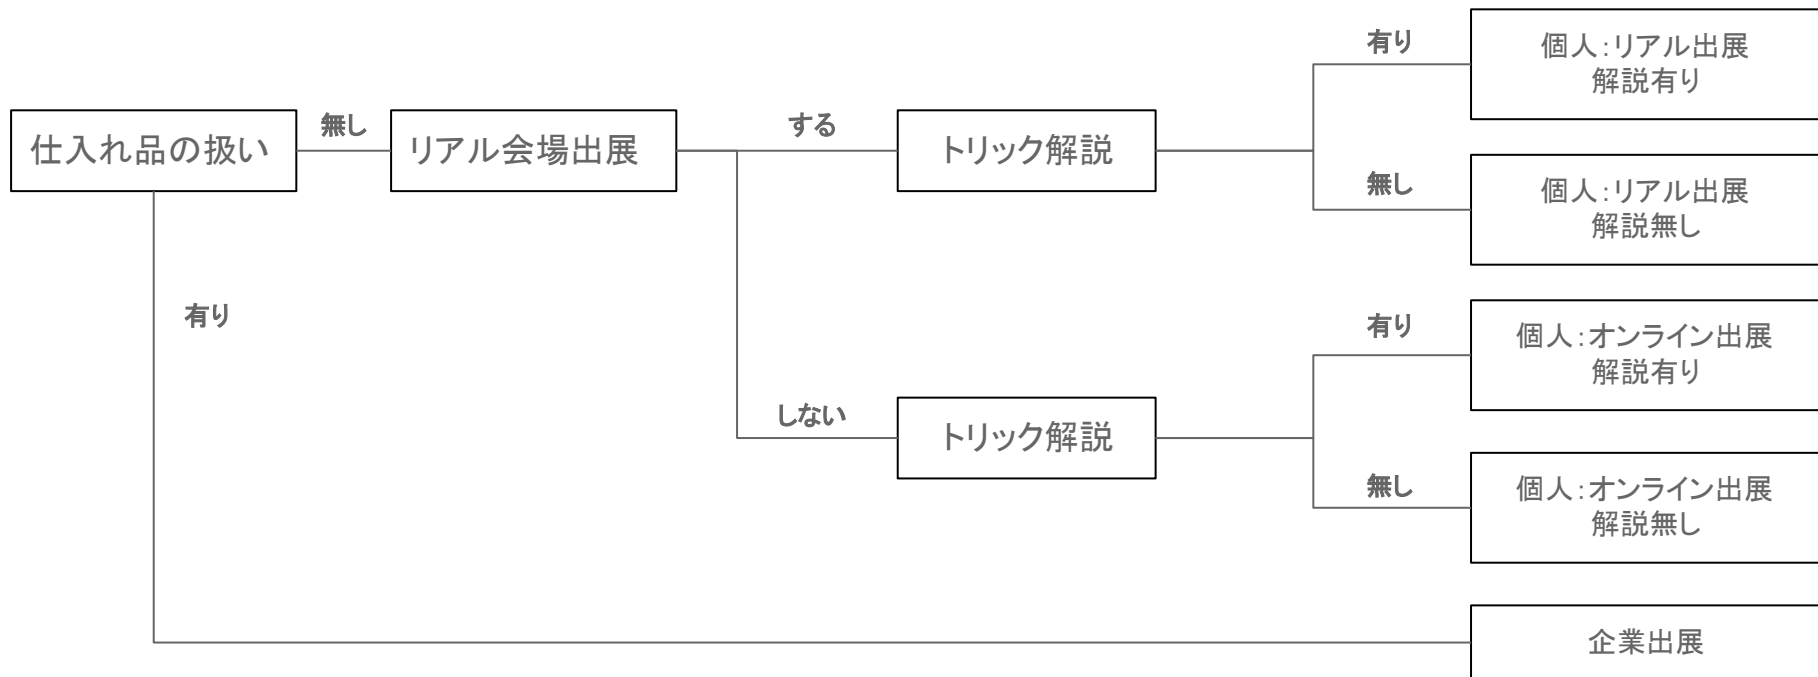 仕入れ品の扱い
無し
リアル会場出展
する
トリック解説
有り
個人:リアル出展
解説有り
無し
個人:リアル出展
解説無し
有り
しない
トリック解説
有り
個人:オンライン出展
解説有り
無し
個人:オンライン出展
解説無し
企業出展